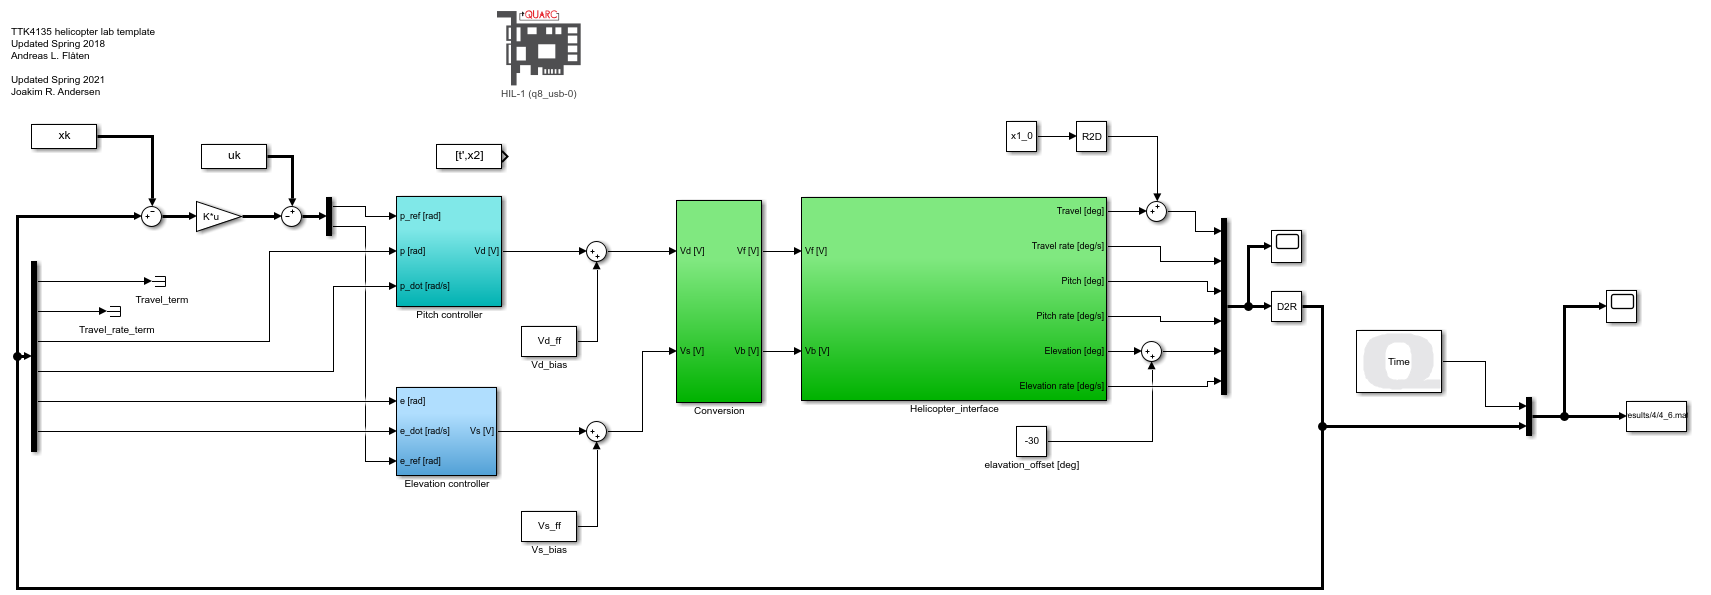 TTK4135 helicopter lab template
Updated Spring 2018
Andreas L. Flåten
Updated Spring 2021
Joakim R. Andersen
QUARC
HIL-1 (q8_usb-0)
xk
uk
[t',x2]
x1_0
R2D
K*u
p_ref [rad]
p [rad]
Vd [V]
p_dot [rad/s]
Pitch controller
Travel_term
Travel_rate_term
Vd_ff
Vd_bias
e [rad]
e_dot [rad/s]
Vs [V]
e_ref [rad]
Elevation controller
Vs_ff
Vs_bias
Vd [V]
Vf [V]
Vs [V]
Vb [V]
Conversion
Vf [V]
Vb [V]
Travel [deg]
Travel rate [deg/s]
Pitch [deg]
Pitch rate [deg/s]
Elevation [deg]
Elevation rate [deg/s]
Helicopter_interface
-30
elavation_offset [deg]
D2R
Time
esults/4/4_6.mat